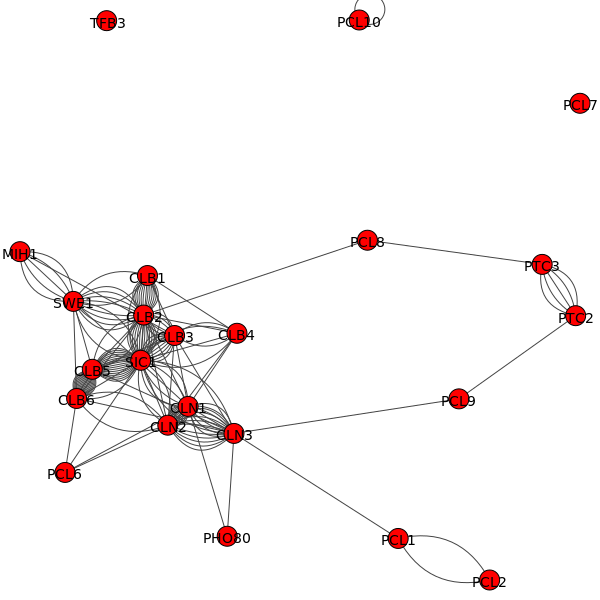 TFB3
PCL10
PCL7
PCL8
MIH1
PTC3
CLB1
SWE1
CLB2
PTC2
CLB3
CLB4
SIC1
CLB5
CLB6
PCL9
CLN1
CLN2
CLN3
PCL6
PHO80
PCL1
PCL2